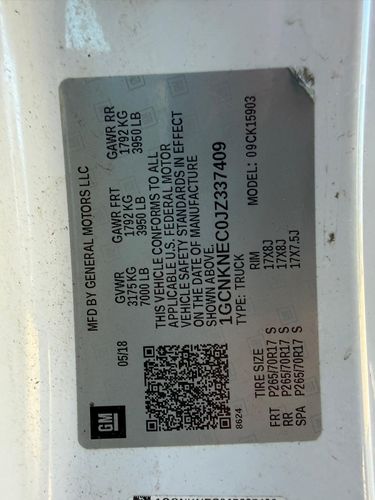 MFD BY GENERAL MOTORS LLC
05/18
GVWR GAWR FRT GAWR RR
3175 KG 1792 KG 1792 KG
7000 LB 3950 LB 3950 LB
THIS VEHICLE CONFORMS TO ALL
APPLICABLE U.S. FEDERAL MOTOR
VEHICLE SAFETY STANDARDS IN EFFECT
ON THE DATE OF MANUFACTURE
SHOWN ABOVE.
1GCNKNEC0JZ337409
TYPE: TRUCK MODEL: 09CK15903
8624
TIRE SIZE RIM
FRT P265/70R17 S 17X8J
RR P265/70R17 S 17X8J
SPA P265/70R17 S 17X7.5J
GM